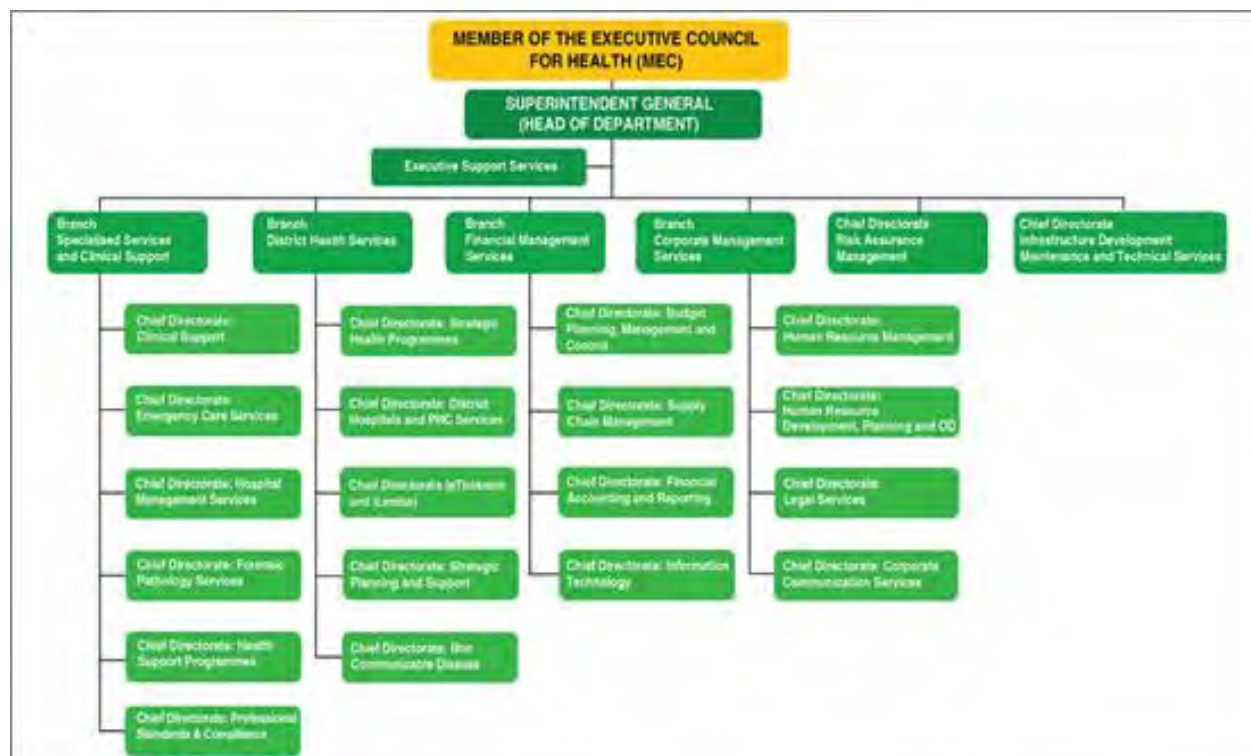 MEMBER OF THE EXECUTIVE COUNCIL
FOR HEALTH (MEC)
SUPERINTENDENT GENERAL
(HEAD OF DEPARTMENT)
Executive Support Services
Branch
Specialised Services
and Clinical Support
Branch
District Health Services
Branch
Financial Management
Services
Branch
Corporate Management
Services
Chief Directorate
Risk Assurance
Management
Chief Directorate
Infrastructure Development
Maintenance and Technical Services
Chief Directorate:
Clinical Support
Chief Directorate
Emergency Care Services
Chief Directorate: Hospital
Management Services
Chief Directorate: Forensic
Pathology Services
Chief Directorate: Health
Support Programmes
Chief Directorate: Professional
Standards & Compliance
Chief Directorate: Strategic
Health Programmes
Chief Directorate: District
Hospitals and PHC Services
Chief Directorate
and
Chief Directorate: Strategic
Planning and Support
Chief Directorate: Non
Communicable Disease
Chief Directorate: Budget
Planning, Management and
Control
Chief Directorate: Supply
Chain Management
Chief Directorate: Financial
Accounting and Reporting
Chief Directorate: Information
Technology
Chief Directorate:
Human Resource Management
Chief Directorate:
Human Resource
Development, Planning and OD
Chief Directorate:
Legal Services
Chief Directorate: Corporate
Communication Services